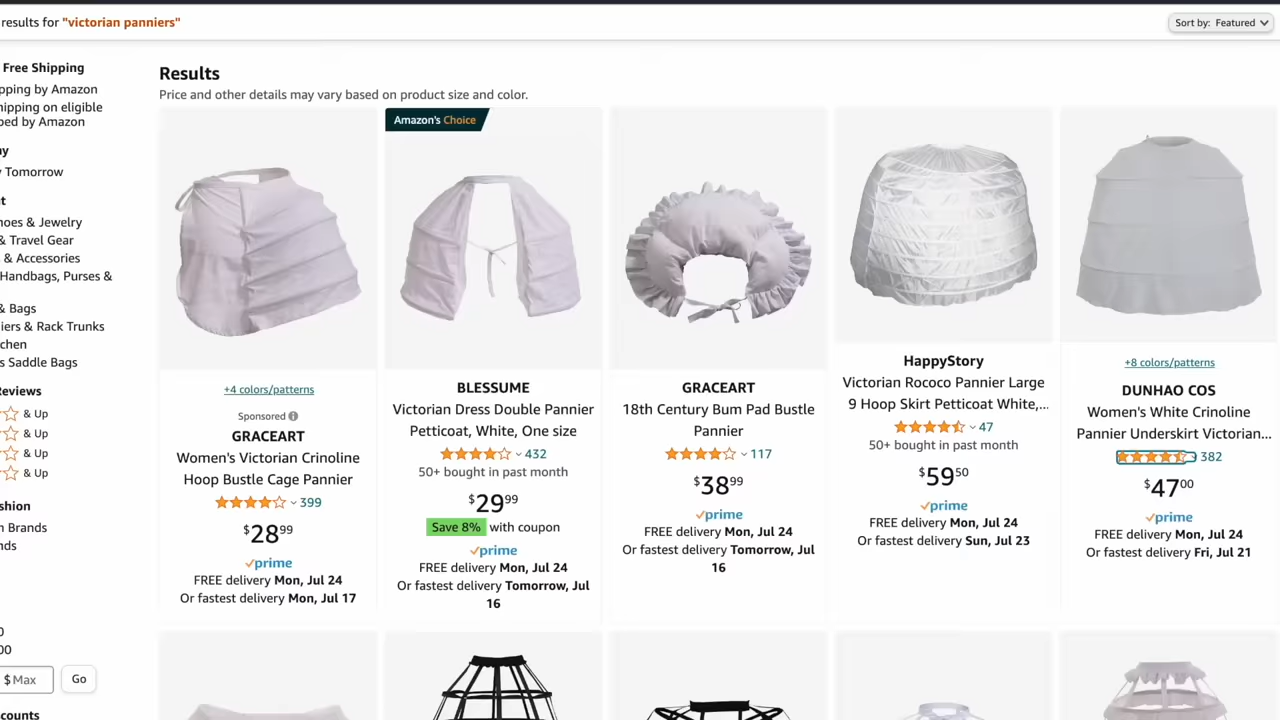 results for "victorian panniers"
Sort by: Featured
Free Shipping
pping by Amazon
hipping on eligible
ped by Amazon
ay
y Tomorrow
t
hoes & Jewelry
& Travel Gear
& Accessories
Handbags, Purses &
& Bags
iers & Rack Trunks
chen
s Saddle Bags
Reviews
& Up
& Up
& Up
& Up
shion
n Brands
nds
0
00
$ Max
Go
scounts
Results
Price and other details may vary based on product size and color.
+4 colors/patterns
Sponsored
GRACEART
Women's Victorian Crinoline
Hoop Bustle Cage Pannier
399
$28.99
prime
FREE delivery Mon, Jul 24
Or fastest delivery Mon, Jul 17
Amazon's Choice
BLESSUME
Victorian Dress Double Pannier
Petticoat, White, One size
432
50+ bought in past month
$29.99
Save 8% with coupon
prime
FREE delivery Mon, Jul 24
Or fastest delivery Tomorrow, Jul
16
GRACEART
18th Century Bum Pad Bustle
Pannier
117
$38.99
prime
FREE delivery Mon, Jul 24
Or fastest delivery Tomorrow, Jul
16
HappyStory
Victorian Rococo Pannier Large
9 Hoop Skirt Petticoat White,...
47
50+ bought in past month
$59.50
prime
FREE delivery Mon, Jul 24
Or fastest delivery Sun, Jul 23
+8 colors/patterns
DUNHAO COS
Women's White Crinoline
Pannier Underskirt Victorian...
382
$47.00
prime
FREE delivery Mon, Jul 24
Or fastest delivery Fri, Jul 21